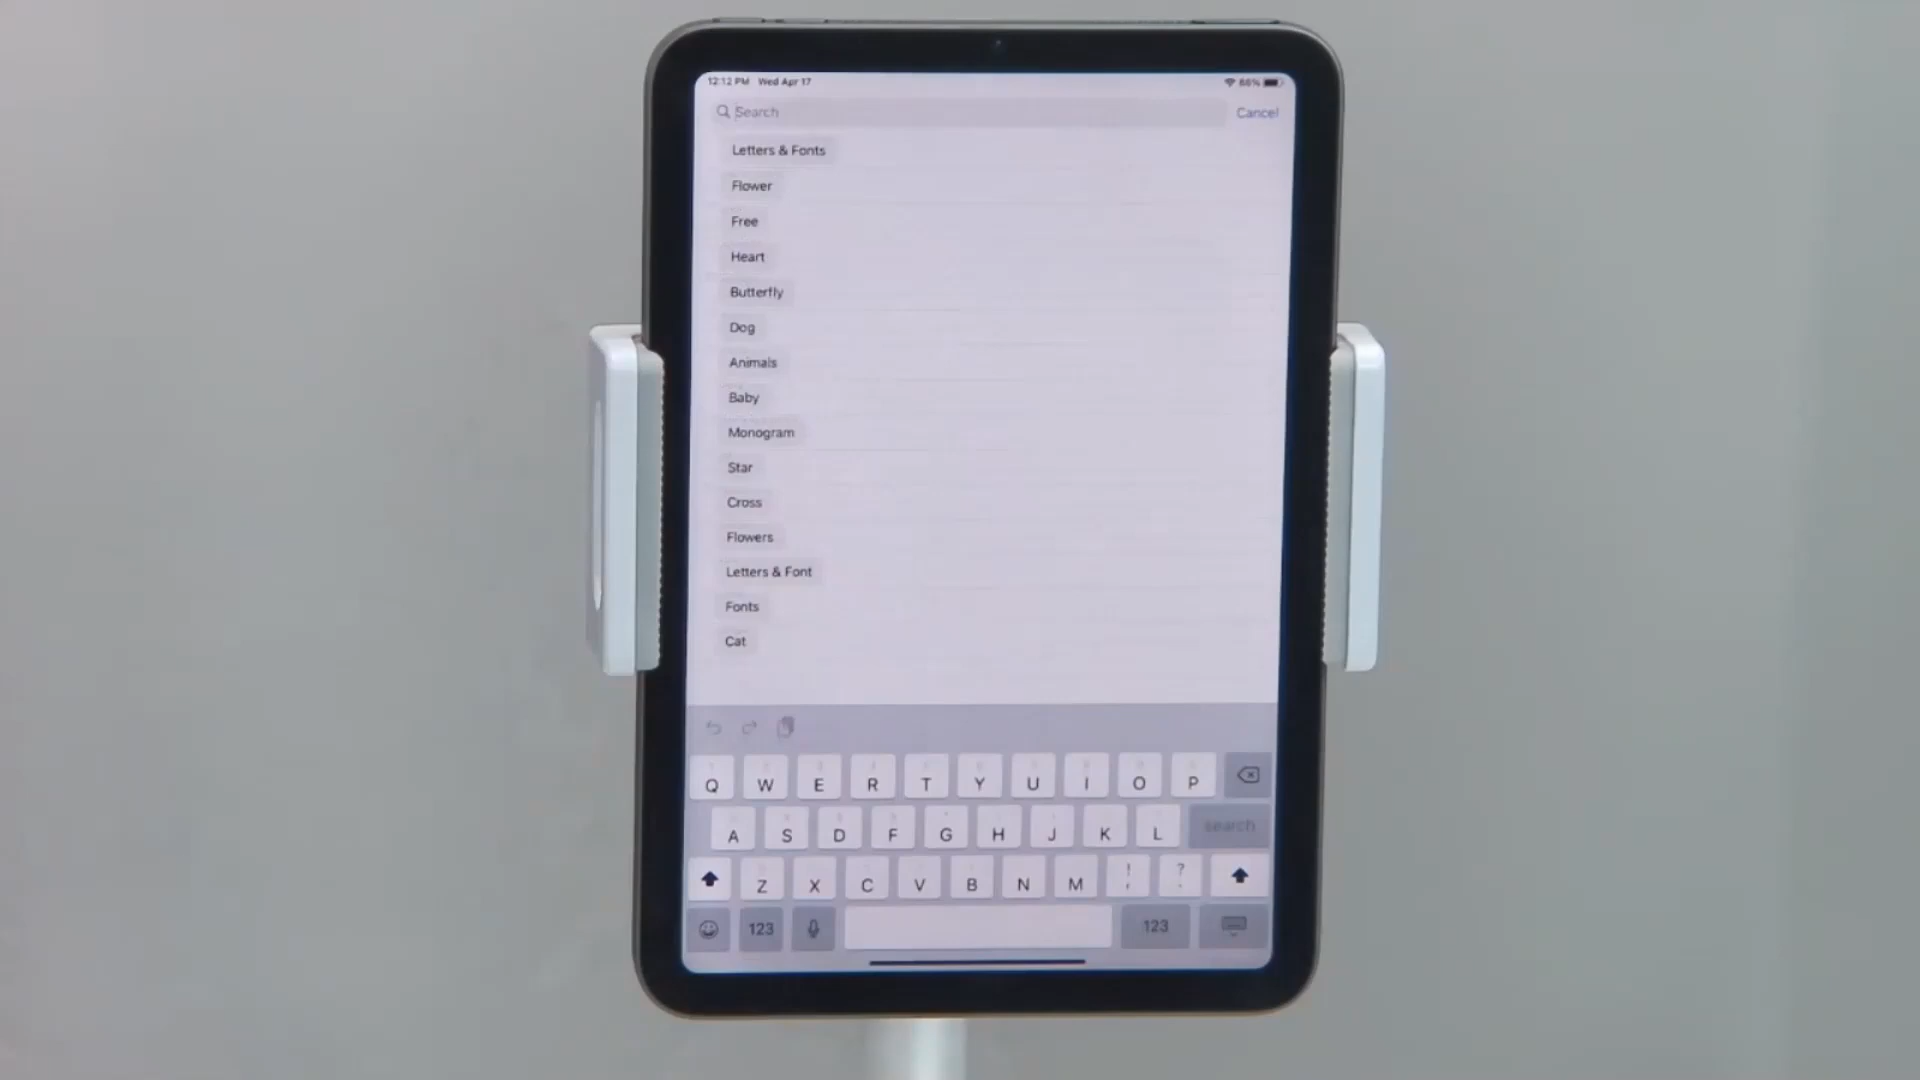 12:12 PM Wed Apr 17 86%
Search Cancel
Letters & Fonts
Flower
Free
Heart
Butterfly
Dog
Animals
Baby
Monogram
Star
Cross
Flowers
Letters & Font
Fonts
Cat
Q W E R T Y U I O P
A S D F G H J K L search
Z X C V B N M ! , ? .
123 123